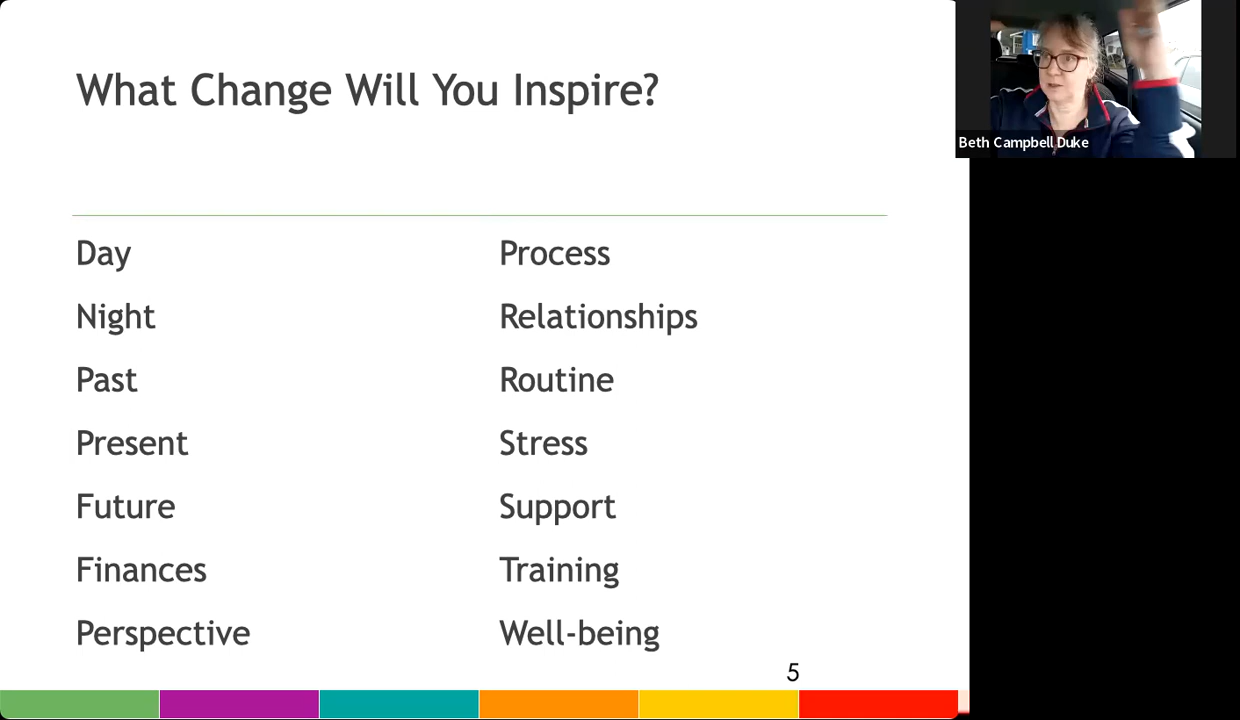 What Change Will You Inspire?
Day
Night
Past
Present
Future
Finances
Perspective
Process
Relationships
Routine
Stress
Support
Training
Well-being
5
Beth Campbell Duke